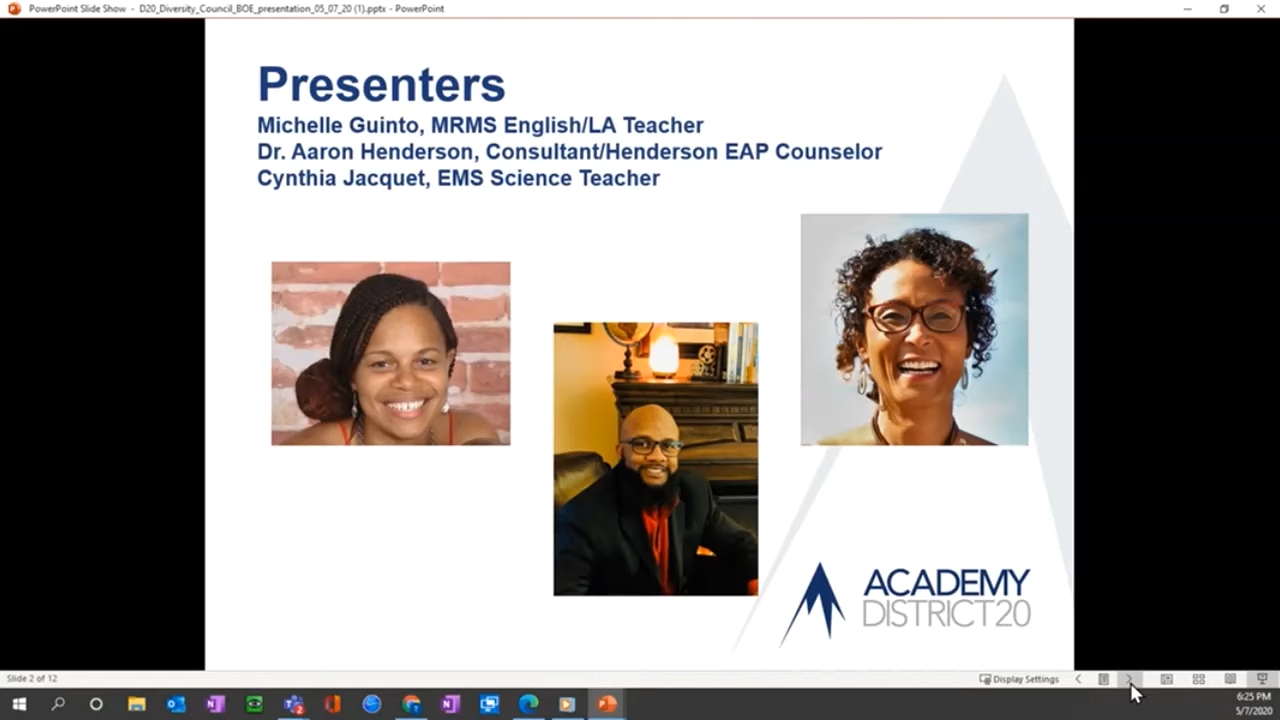 PowerPoint Slide Show - D20_Diversity_Council_BOE_presentation_05_07_20 (1).pptx - PowerPoint
Presenters
Michelle Guinto, MRMS English/LA Teacher
Dr. Aaron Henderson, Consultant/Henderson EAP Counselor
Cynthia Jacquet, EMS Science Teacher
ACADEMY
DISTRICT20
Slide 2 of 12
Display Settings
6:25 PM
5/7/2020